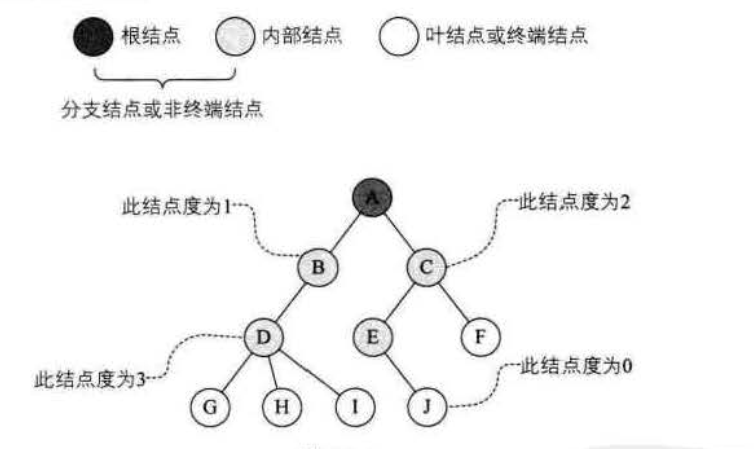 根结点 内部结点 叶结点或终端结点
分支结点或非终端结点
A
此结点度为1 此结点度为2
B C
D E F
此结点度为3 此结点度为0
G H I J